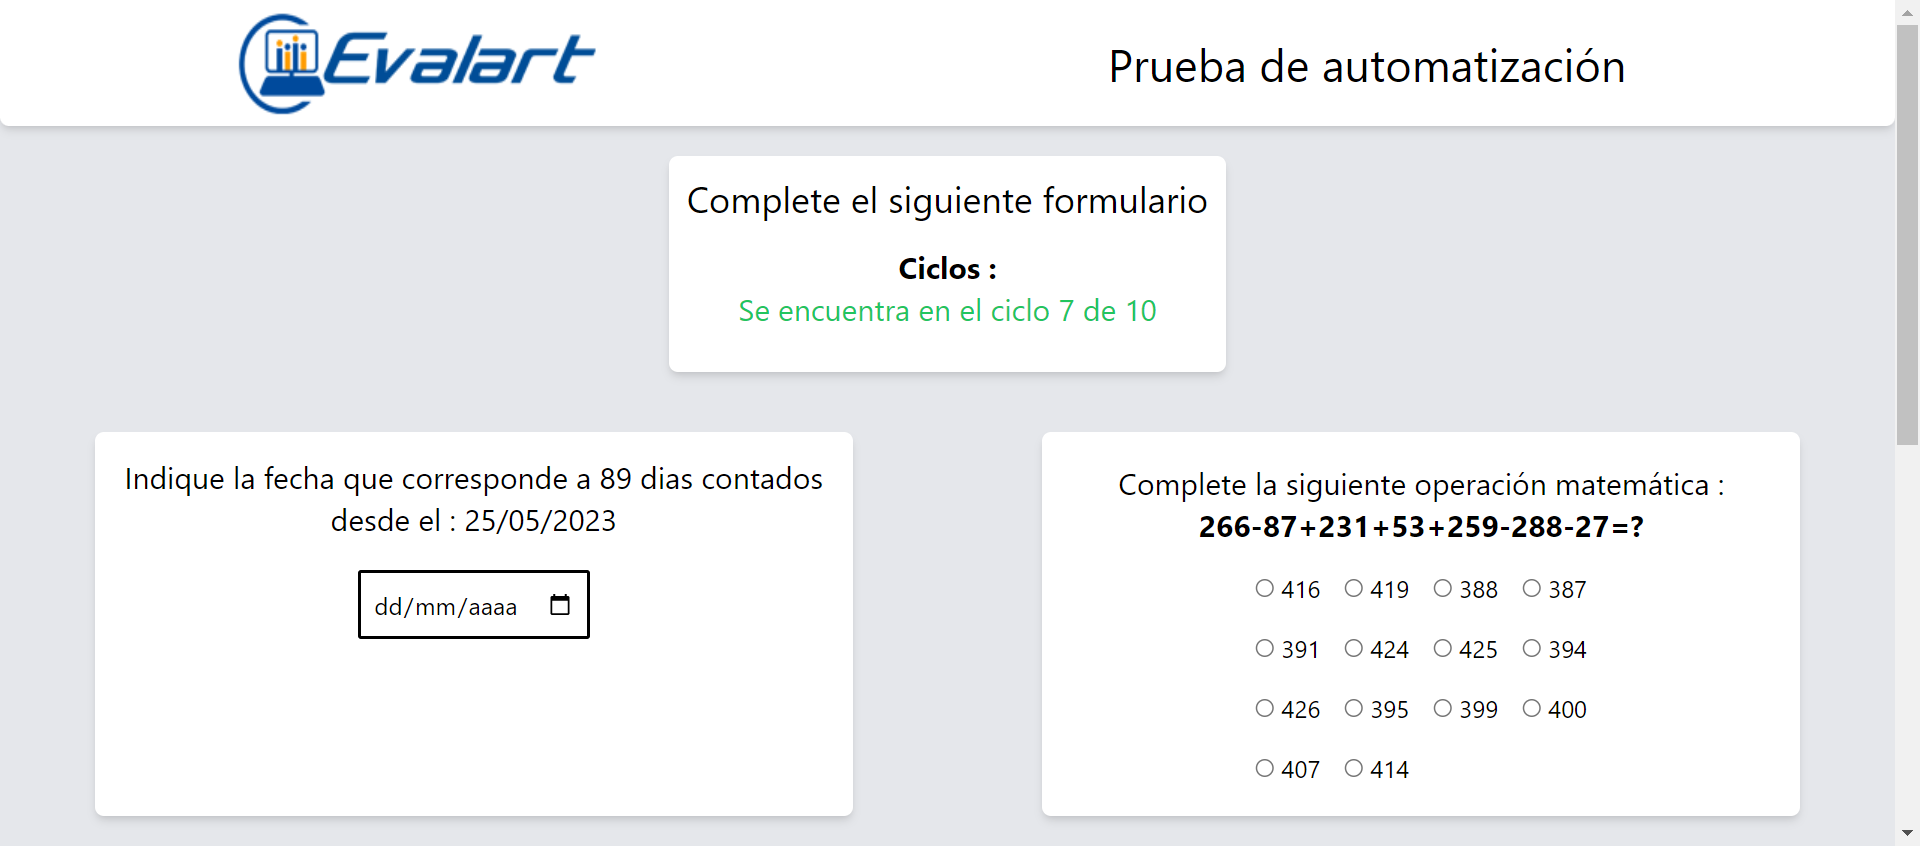 Evalart
Prueba de automatización
Complete el siguiente formulario
Ciclos :
Se encuentra en el ciclo 7 de 10
Indique la fecha que corresponde a 89 dias contados
desde el : 25/05/2023
dd/mm/aaaa
Complete la siguiente operación matemática :
266-87+231+53+259-288-27=?
416 419 388 387
391 424 425 394
426 395 399 400
407 414